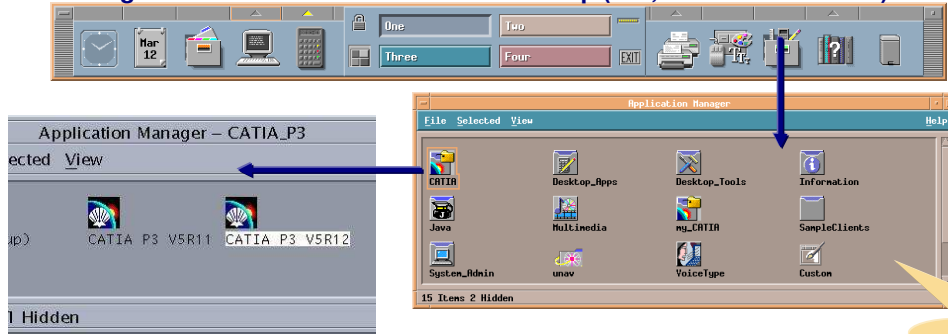 One Two
Mar
12
Three Four EXIT
Application Manager
File Selected View Help
CATIA Desktop_Apps Desktop_Tools Information
Java Multimedia my_CATIA SampleClients
System_Admin unav VoiceType Custom
15 Items 2 Hidden
Application Manager – CATIA_P3
ected View
up) CATIA P3 V5R11 CATIA P3 V5R12
Hidden